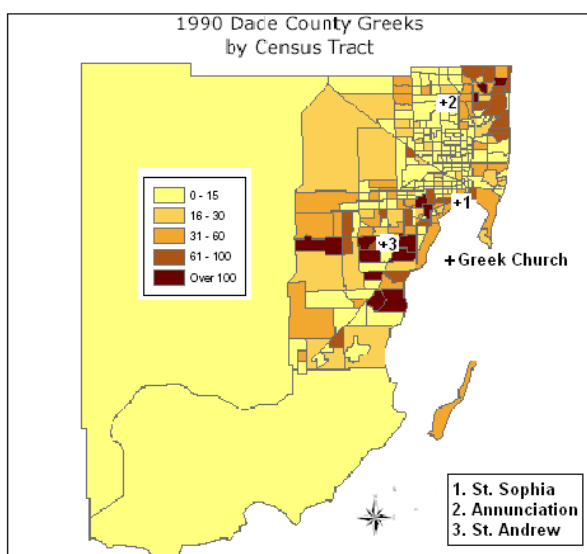 1990 Dade County Greeks
by Census Tract
+2
0 - 15
16 - 30
31 - 60
61 - 100
Over 100
+1
+3
+ Greek Church
1. St. Sophia
2. Annunciation
3. St. Andrew